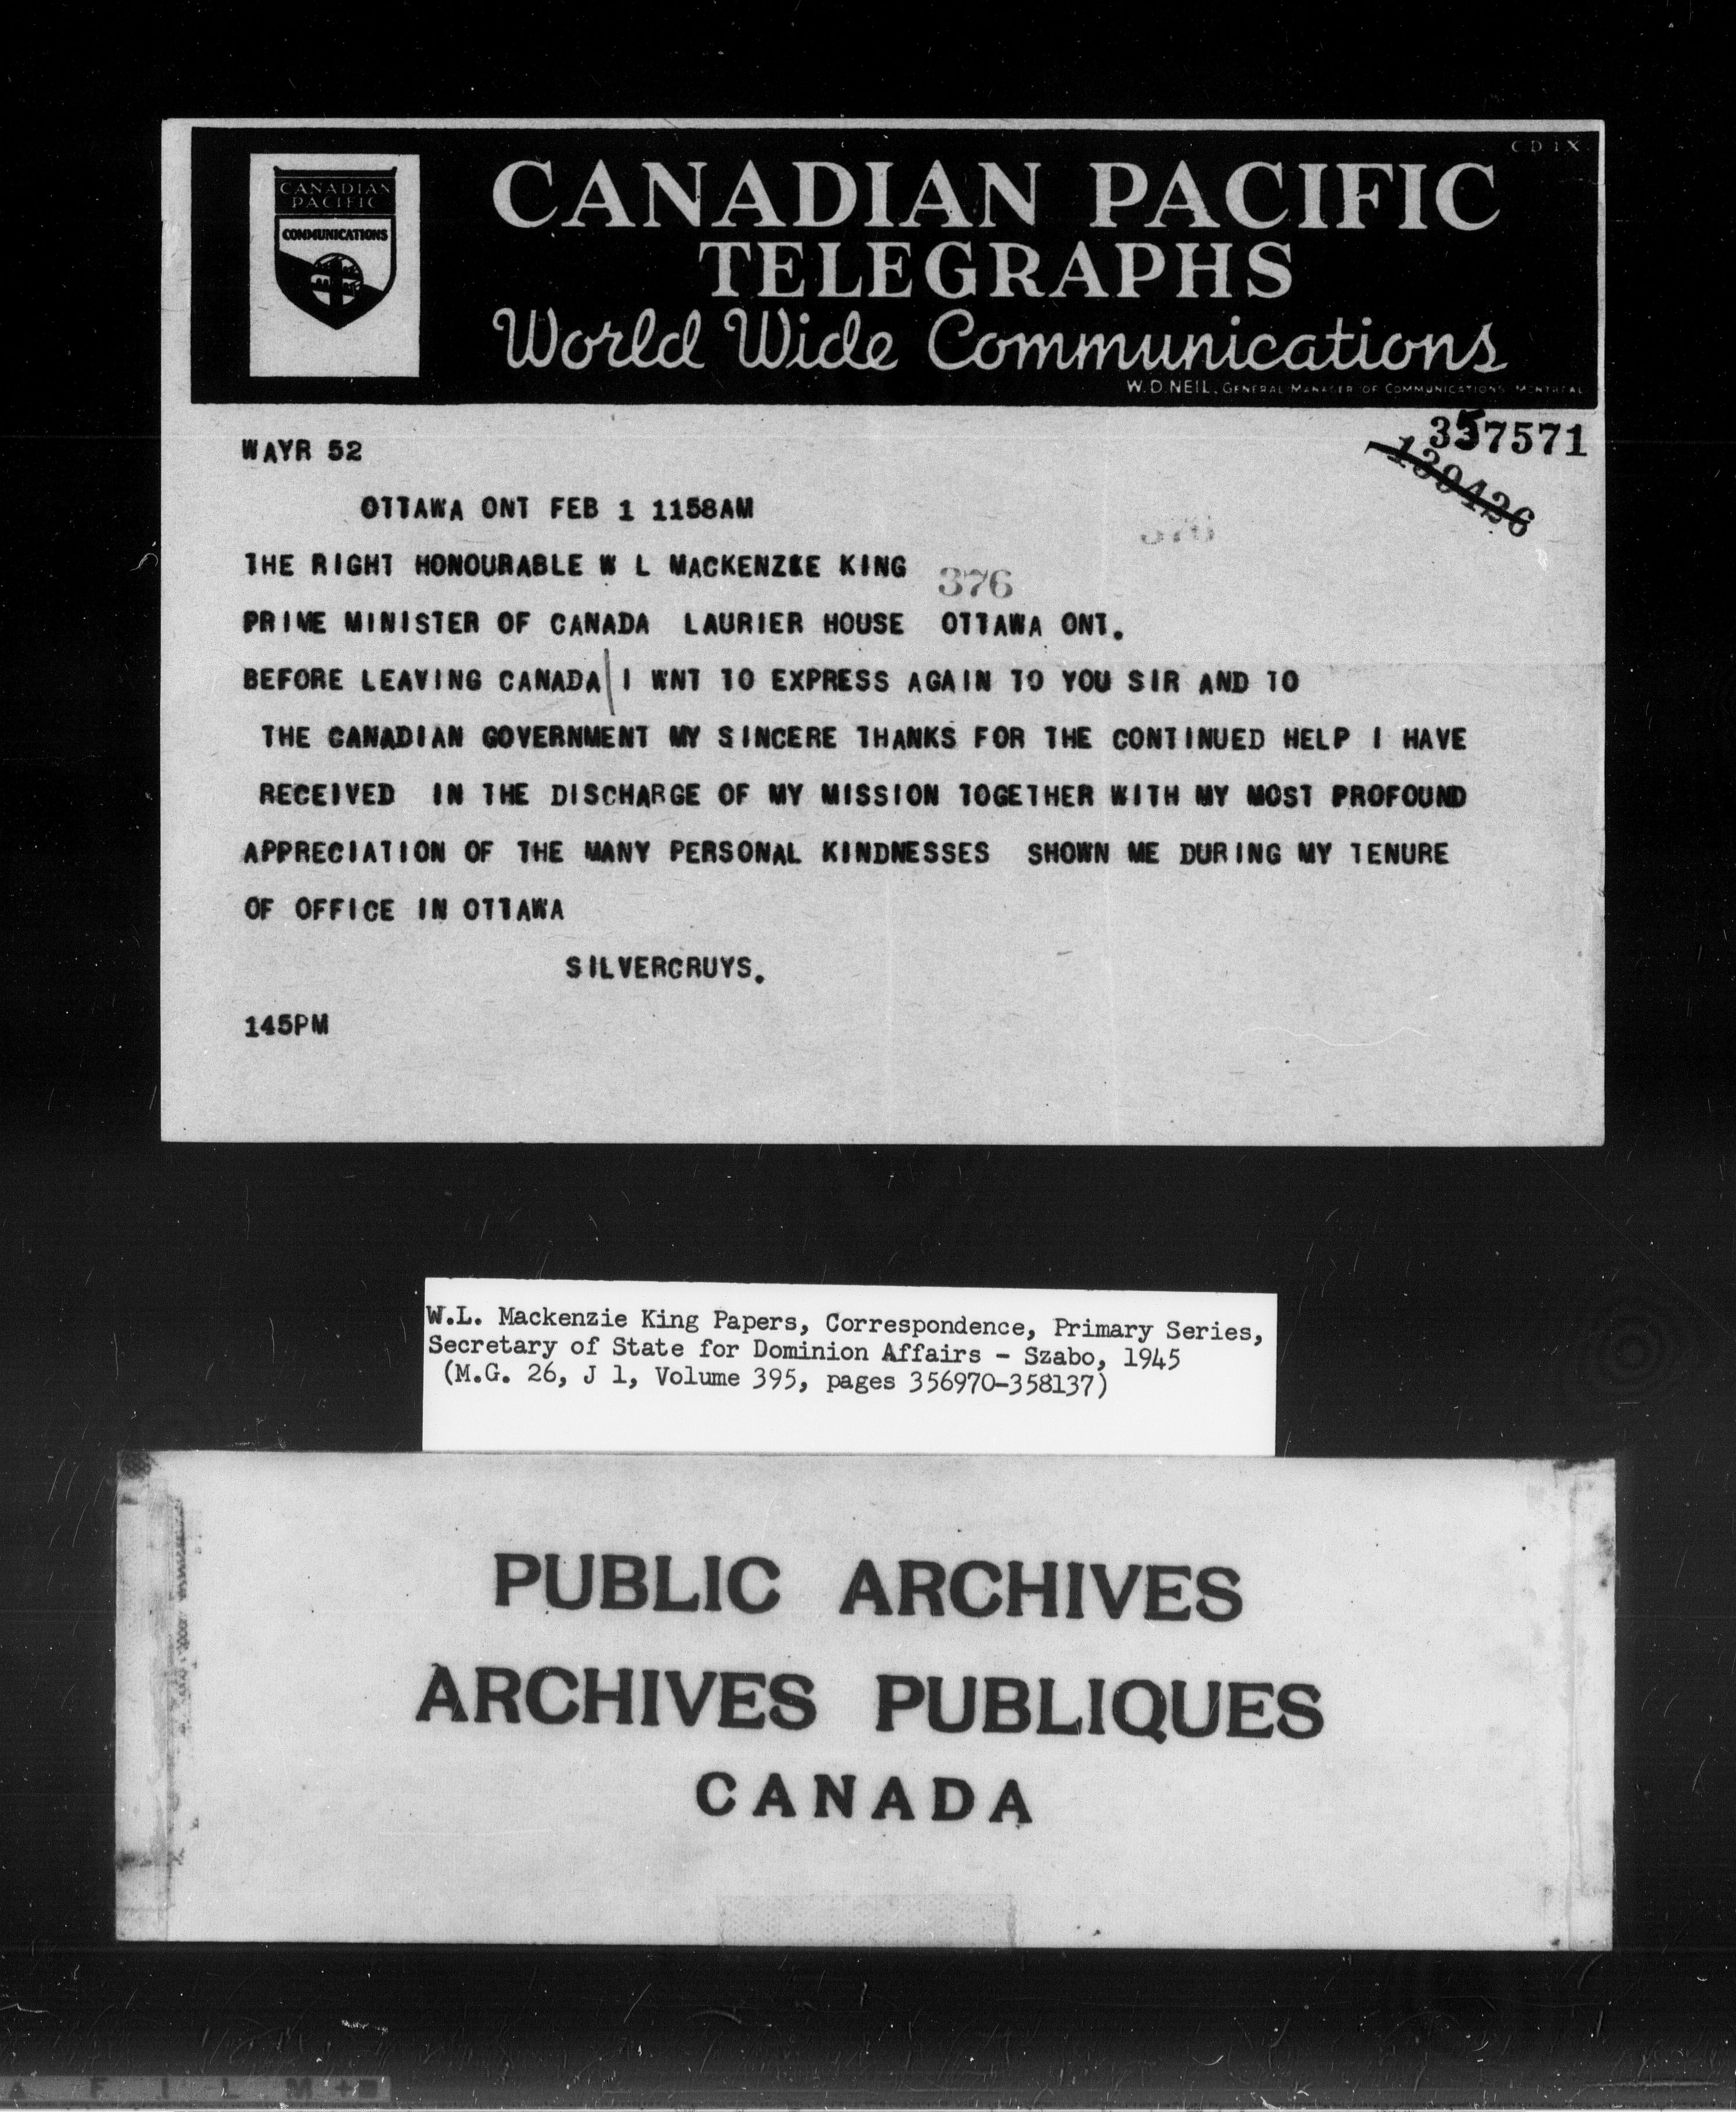 CD 1X
CANADIAN PACIFIC
TELEGRAPHS
World Wide Communications
W.D.NEIL, GENERAL MANAGER OF COMMUNICATIONS MONTREAL
CANADIAN
PACIFIC
COMMUNICATIONS
357571
139426
WAYR 52
OTTAWA ONT FEB 1 1158AM
376
THE RIGHT HONOURABLE W L MACKENZIE KING
376
PRIME MINISTER OF CANADA LAURIER HOUSE OTTAWA ONT.
BEFORE LEAVING CANADA I WNT TO EXPRESS AGAIN TO YOU SIR AND TO
THE CANADIAN GOVERNMENT MY SINCERE THANKS FOR THE CONTINUED HELP I HAVE
RECEIVED IN THE DISCHARGE OF MY MISSION TOGETHER WITH MY MOST PROFOUND
APPRECIATION OF THE MANY PERSONAL KINDNESSES SHOWN ME DURING MY TENURE
OF OFFICE IN OTTAWA
SILVERCRUYS.
145PM
W.L. Mackenzie King Papers, Correspondence, Primary Series,
Secretary of State for Dominion Affairs - Szabo, 1945
(M.G. 26, J 1, Volume 395, pages 356970-358137)
PUBLIC ARCHIVES
ARCHIVES PUBLIQUES
CANADA